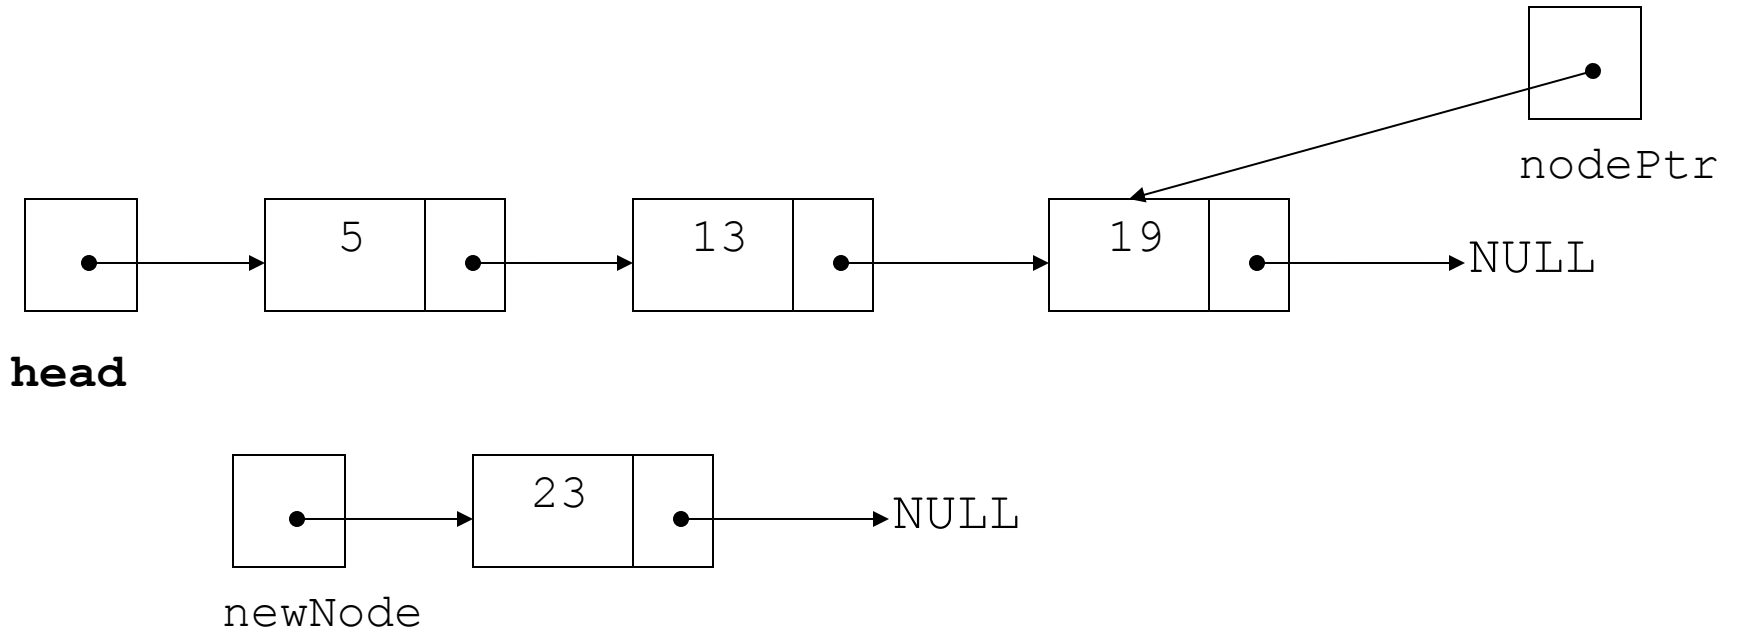 nodePtr
5 13 19 NULL
head
23 NULL
newNode